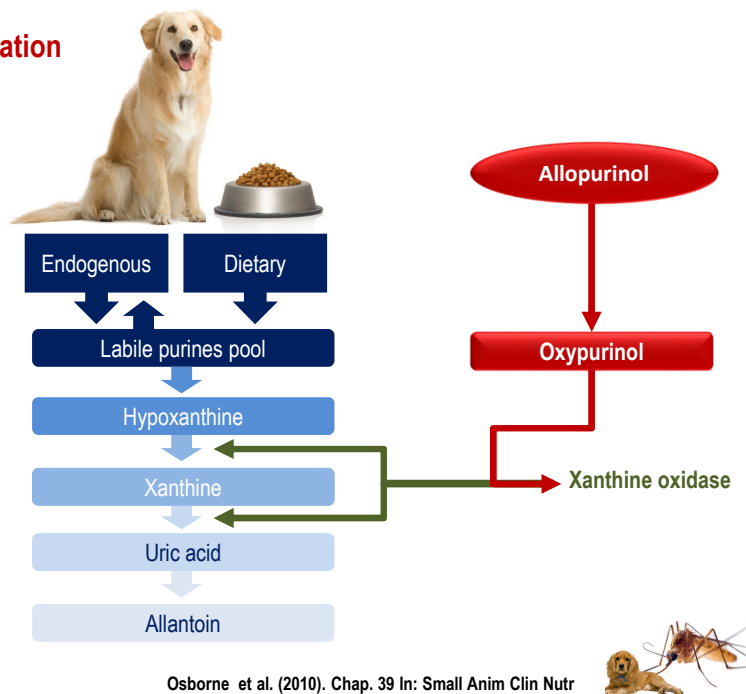 ation
Allopurinol
Endogenous
Dietary
Labile purines pool
Oxypurinol
Hypoxanthine
Xanthine
Xanthine oxidase
Uric acid
Allantoin
Osborne et al. (2010). Chap. 39 In: Small Anim Clin Nutr